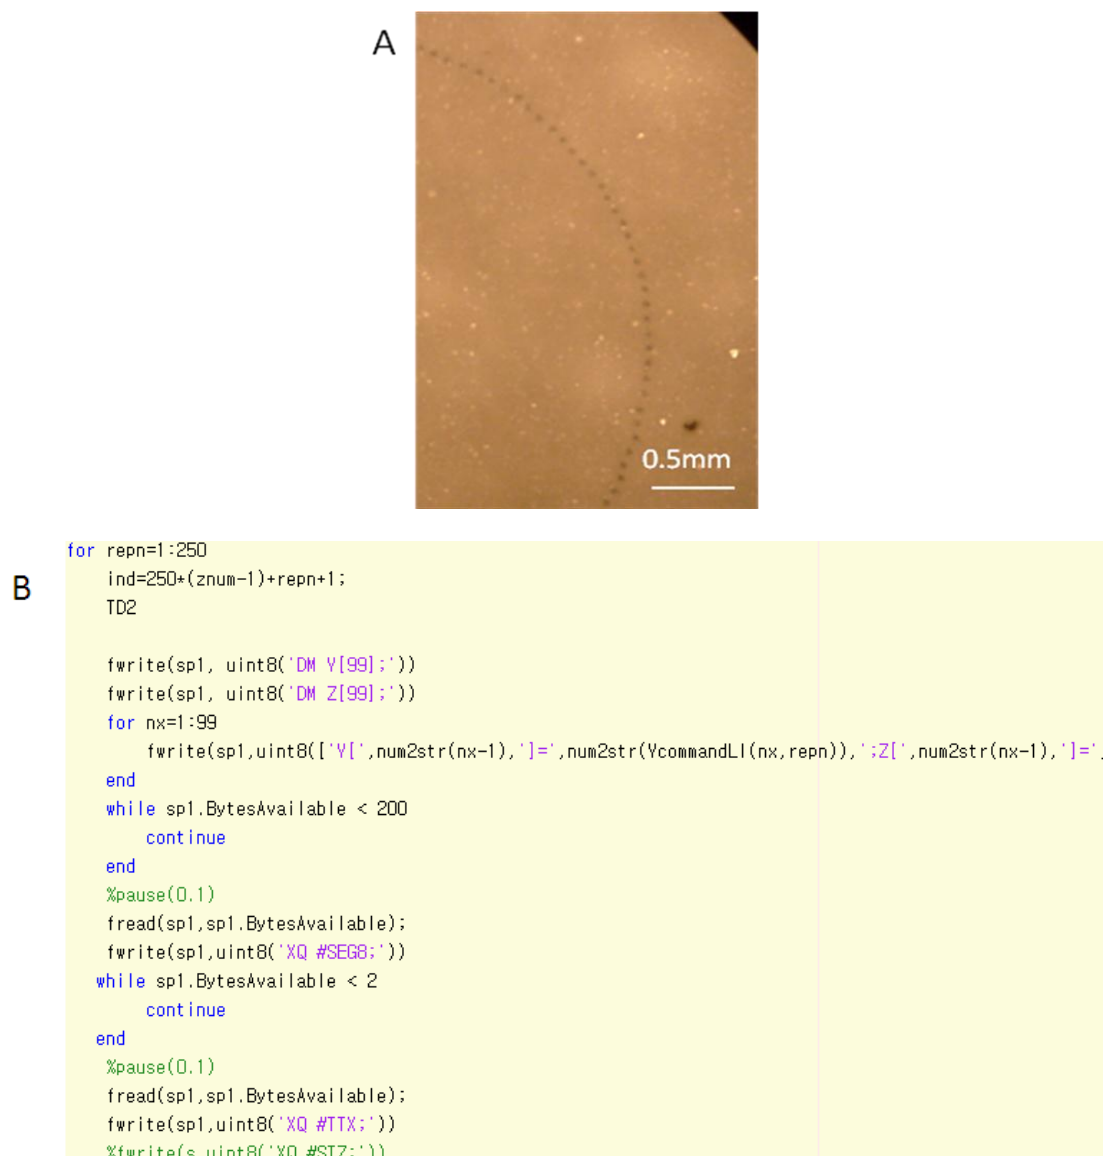 A
0.5mm
B
for repn=1:250
ind=250*(znum-1)+repn+1;
TD2
fwrite(sp1, uint8('DM Y[99];'))
fwrite(sp1, uint8('DM Z[99];'))
for nx=1:99
fwrite(sp1,uint8(['Y[',num2str(nx-1),']=',num2str(YcommandLI(nx,repn)),';Z[',num2str(nx-1),']=',
end
while sp1.BytesAvailable < 200
continue
end
%pause(0.1)
fread(sp1,sp1.BytesAvailable);
fwrite(sp1,uint8('XQ #SEG8;'))
while sp1.BytesAvailable < 2
continue
end
%pause(0.1)
fread(sp1,sp1.BytesAvailable);
fwrite(sp1,uint8('XQ #TTX;'))
%fwrite(s,uint8('XQ #STZ;'))